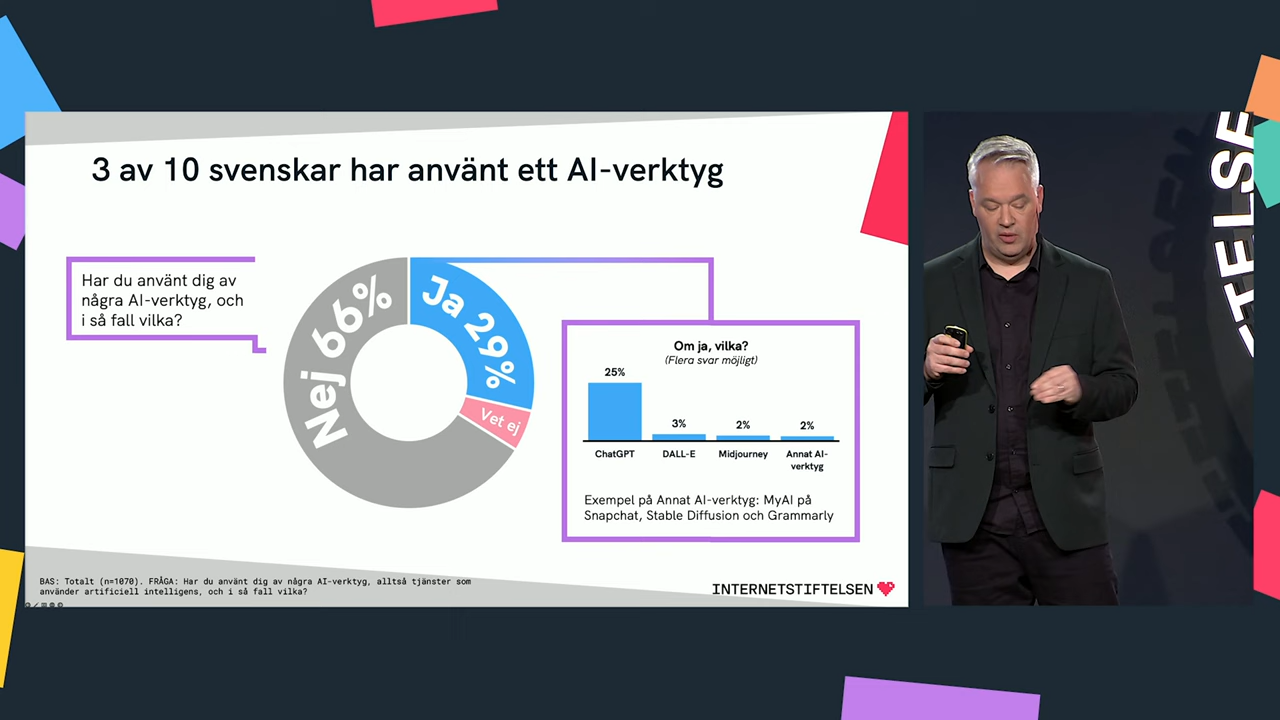 3 av 10 svenskar har använt ett AI-verktyg
Har du använt dig av
några AI-verktyg, och
i så fall vilka?
Nej 66%
Ja 29%
Vet ej
Om ja, vilka?
(Flera svar möjligt)
25%
3%
2%
2%
ChatGPT
DALL-E
Midjourney
Annat AI-
verktyg
Exempel på Annat AI-verktyg: MyAI på
Snapchat, Stable Diffusion och Grammarly
BAS: Totalt (n=1070). FRÅGA: Har du använt dig av några AI-verktyg, alltså tjänster som
använder artificiell intelligens, och i så fall vilka?
INTERNETSTIFTELSEN
TELSE